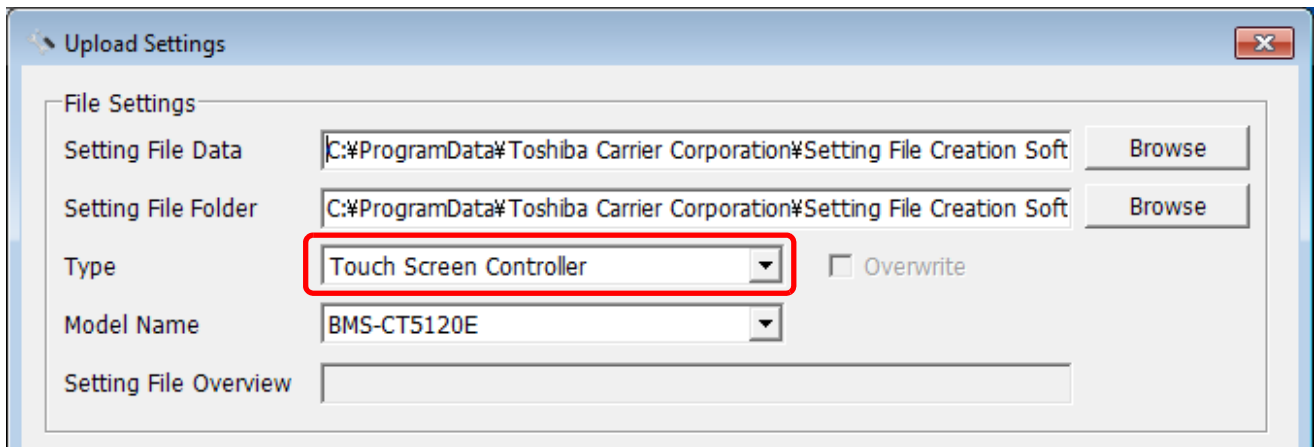 Upload Settings
File Settings
Setting File Data C:¥ProgramData¥Toshiba Carrier Corporation¥Setting File Creation Soft Browse
Setting File Folder C:¥ProgramData¥Toshiba Carrier Corporation¥Setting File Creation Soft Browse
Type Touch Screen Controller Overwrite
Model Name BMS-CT5120E
Setting File Overview